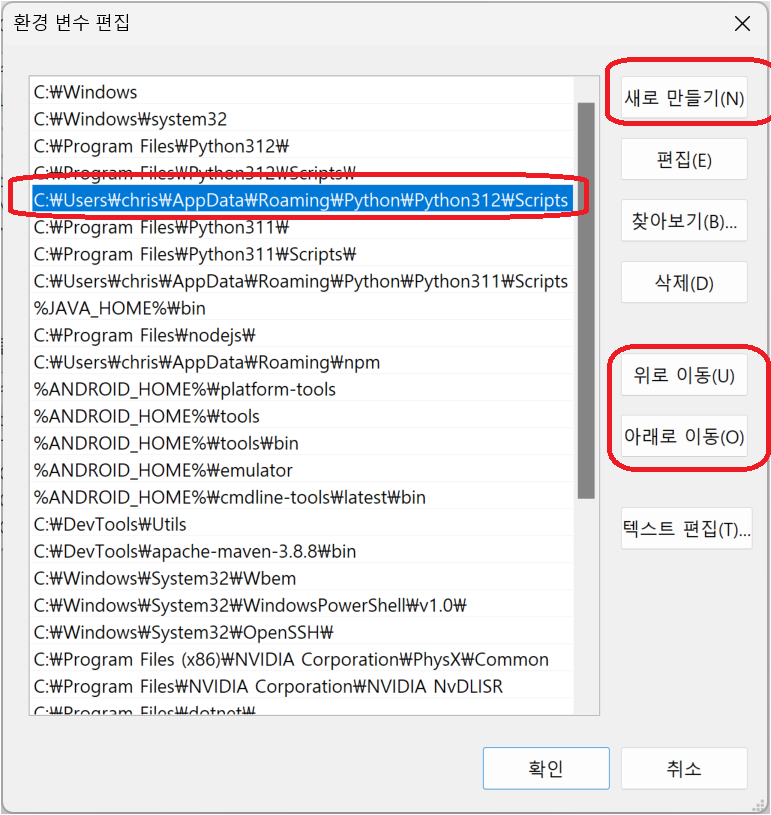 환경 변수 편집
C:₩Windows
C:₩Windows₩system32
C:₩Program Files₩Python312₩
C:₩Program Files₩Python312₩Scripts₩
C:₩Users₩chris₩AppData₩Roaming₩Python₩Python312₩Scripts
C:₩Program Files₩Python311₩
C:₩Program Files₩Python311₩Scripts₩
C:₩Users₩chris₩AppData₩Roaming₩Python₩Python311₩Scripts
%JAVA_HOME%₩bin
C:₩Program Files₩nodejs₩
C:₩Users₩chris₩AppData₩Roaming₩npm
%ANDROID_HOME%₩platform-tools
%ANDROID_HOME%₩tools
%ANDROID_HOME%₩tools₩bin
%ANDROID_HOME%₩emulator
%ANDROID_HOME%₩cmdline-tools₩latest₩bin
C:₩DevTools₩Utils
C:₩DevTools₩apache-maven-3.8.8₩bin
C:₩Windows₩System32₩Wbem
C:₩Windows₩System32₩WindowsPowerShell₩v1.0₩
C:₩Windows₩System32₩OpenSSH₩
C:₩Program Files (x86)₩NVIDIA Corporation₩PhysX₩Common
C:₩Program Files₩NVIDIA Corporation₩NVIDIA NvDLISR
C:₩Program Files₩dotnet₩
새로 만들기(N)
편집(E)
찾아보기(B)...
삭제(D)
위로 이동(U)
아래로 이동(O)
텍스트 편집(T)...
확인
취소